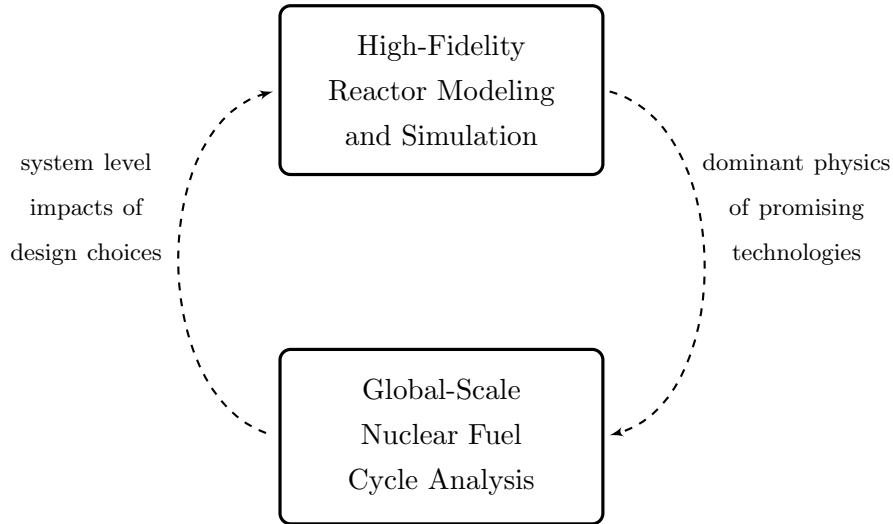 High-Fidelity
Reactor Modeling
and Simulation
system level
impacts of
design choices
dominant physics
of promising
technologies
Global-Scale
Nuclear Fuel
Cycle Analysis